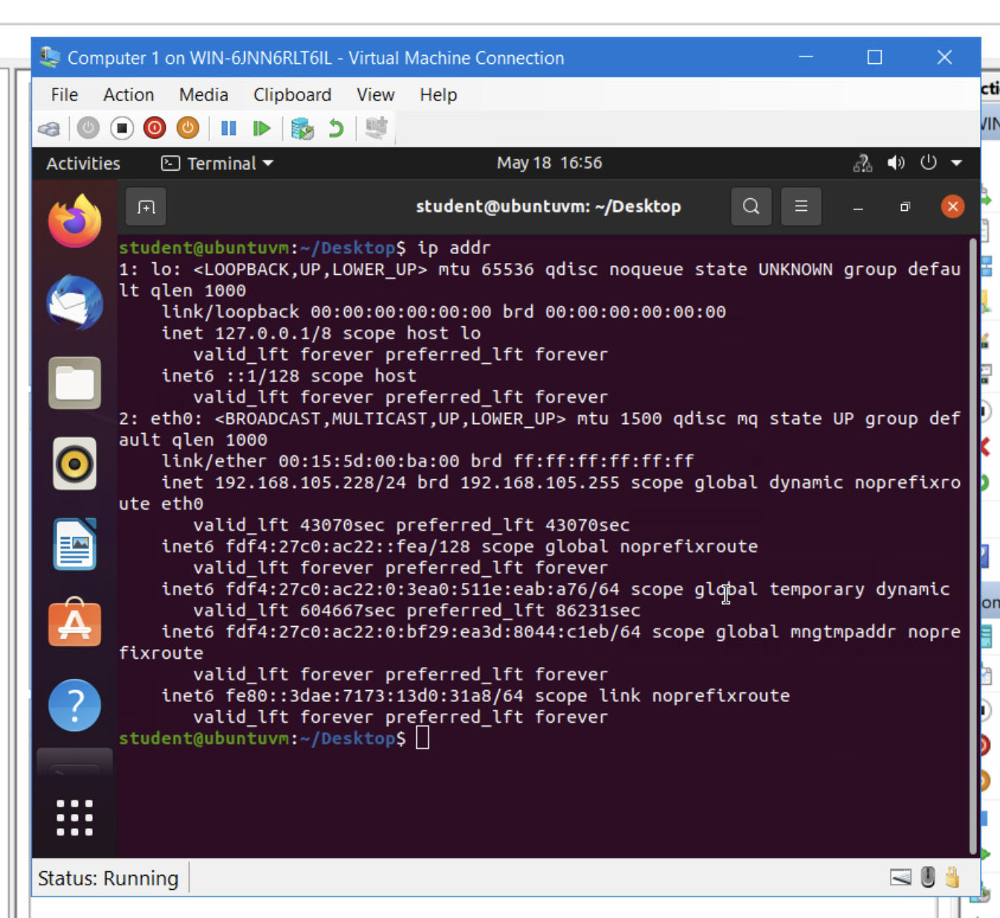 Computer 1 on WIN-6JNN6RLT6IL - Virtual Machine Connection
File Action Media Clipboard View Help
Activities Terminal May 18 16:56
student@ubuntuvm: ~/Desktop
student@ubuntuvm:~/Desktop$ ip addr
1: lo: <LOOPBACK,UP,LOWER_UP> mtu 65536 qdisc noqueue state UNKNOWN group defau
lt qlen 1000
link/loopback 00:00:00:00:00:00 brd 00:00:00:00:00:00
inet 127.0.0.1/8 scope host lo
valid_lft forever preferred_lft forever
inet6 ::1/128 scope host
valid_lft forever preferred_lft forever
2: eth0: <BROADCAST,MULTICAST,UP,LOWER_UP> mtu 1500 qdisc mq state UP group def
ault qlen 1000
link/ether 00:15:5d:00:ba:00 brd ff:ff:ff:ff:ff:ff
inet 192.168.105.228/24 brd 192.168.105.255 scope global dynamic noprefixro
ute eth0
valid_lft 43070sec preferred_lft 43070sec
inet6 fdf4:27c0:ac22::fea/128 scope global noprefixroute
valid_lft forever preferred_lft forever
inet6 fdf4:27c0:ac22:0:3ea0:511e:eab:a76/64 scope global temporary dynamic
valid_lft 604667sec preferred_lft 86231sec
inet6 fdf4:27c0:ac22:0:bf29:ea3d:8044:c1eb/64 scope global mngtmpaddr nopre
fixroute
valid_lft forever preferred_lft forever
inet6 fe80::3dae:7173:13d0:31a8/64 scope link noprefixroute
valid_lft forever preferred_lft forever
student@ubuntuvm:~/Desktop$
Status: Running